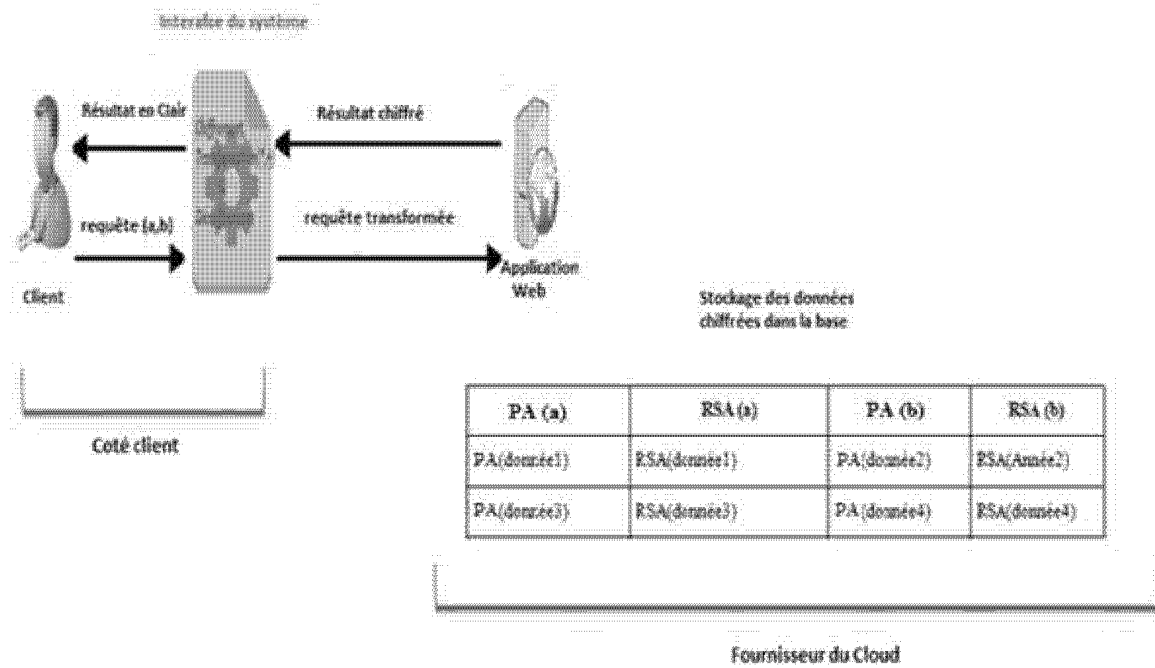 Interface du système
Résultat en Clair
Résultat chiffré
requête (a,b)
requête transformée
Client
Application
Web
Stockage des données
chiffrées dans la base
PA (a) RSA (a) PA (b) RSA (b)
PA(donnée1) RSA(donnée1) PA(donnée2) RSA(Année2)
PA(donnée3) RSA(donnée3) PA(donnée4) RSA(donnée4)
Coté client
Fournisseur du Cloud